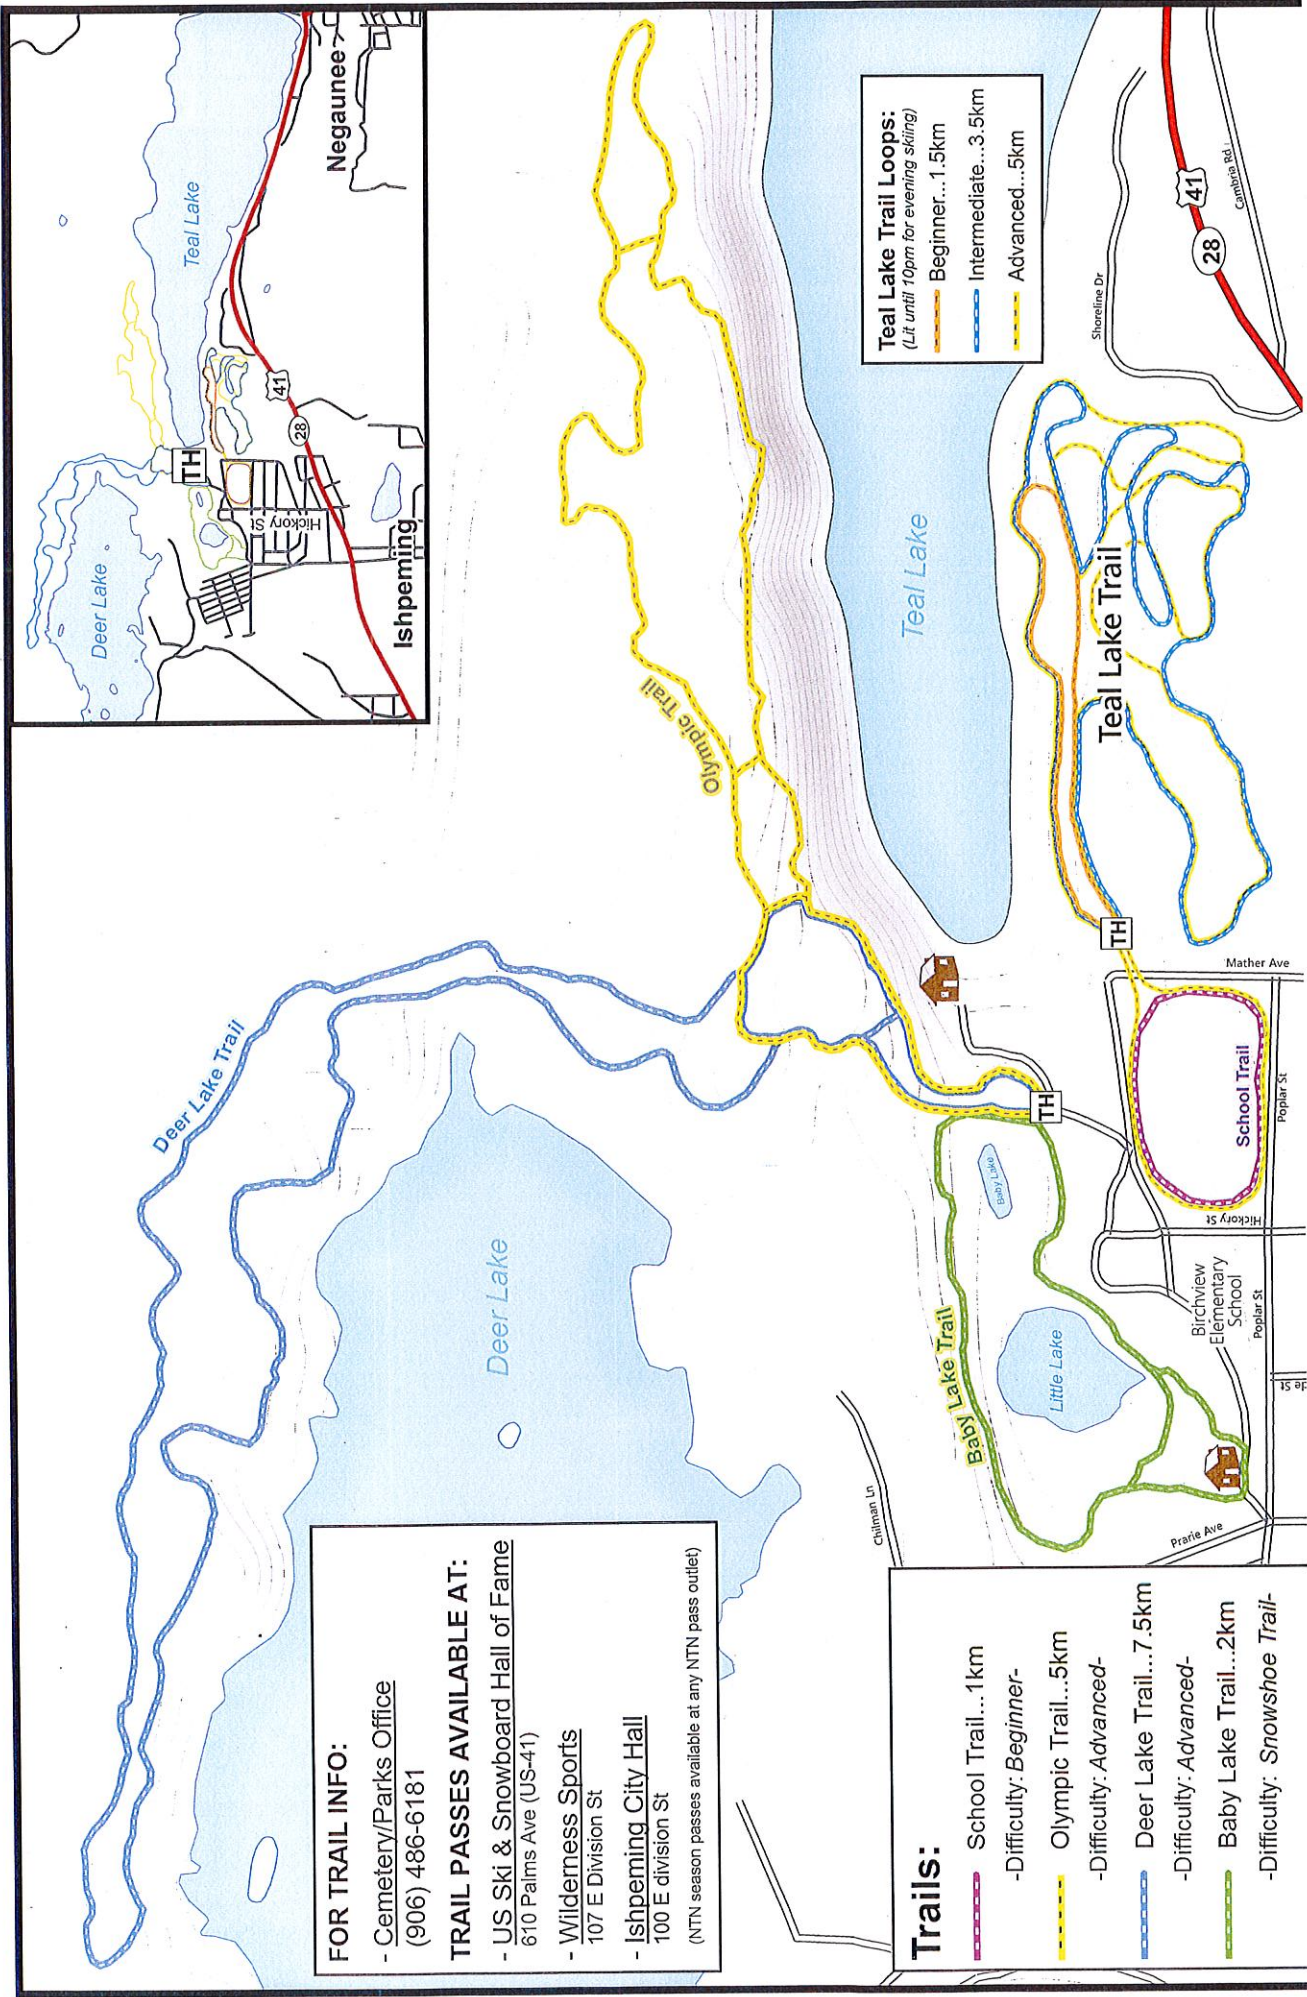 FOR TRAIL INFO:
- Cemetery/Parks Office
(906) 486-6181
TRAIL PASSES AVAILABLE AT:
- US Ski & Snowboard Hall of Fame
610 Palms Ave (US-41)
- Wilderness Sports
107 E Division St
- Ishpeming City Hall
100 E division St
(NTN season passes available at any NTN pass outlet)
Deer Lake Trail
Deer Lake
Deer Lake
Teal Lake
TH
Hickory St
Negaunee
Ishpeming
41
28
Olympic Trail
Teal Lake
Teal Lake Trail Loops:
(Lit until 10pm for evening skiing)
Beginner...1.5km
Intermediate...3.5km
Advanced...5km
Shoreline Dr
41
28
Cambria Rd
Teal Lake Trail
TH
Mather Ave
TH
School Trail
Poplar St
Hickory St
Baby Lake
Baby Lake Trail
Little Lake
Birchview
Elementary
School
Poplar St
de St
Chilman Ln
Prarie Ave
Trails:
School Trail...1km
-Difficulty: Beginner-
Olympic Trail...5km
-Difficulty: Advanced-
Deer Lake Trail...7.5km
-Difficulty: Advanced-
Baby Lake Trail...2km
-Difficulty: Snowshoe Trail-